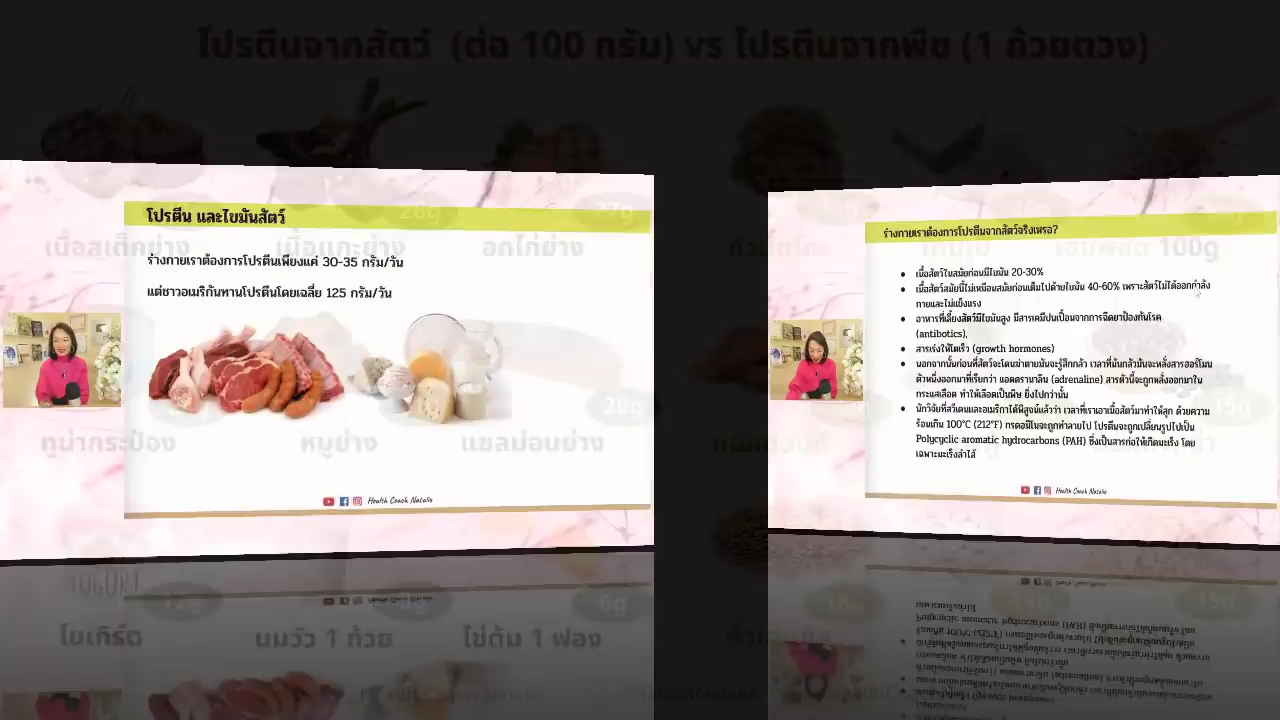 โปรตีนจากสัตว์ (ต่อ 100 กรัม) vs โปรตีนจากพืช (1 ถ้วยตวง)
โปรตีน และไขมันสัตว์
ร่างกายเราต้องการโปรตีนเพียงแค่ 30-35 กรัม/วัน
แต่ชาวอเมริกันทานโปรตีนโดยเฉลี่ย 125 กรัม/วัน
Health Coach Natalie
ร่างกายเราต้องการโปรตีนจากสัตว์จริงเหรอ?
เนื้อสัตว์ในสมัยก่อนมีไขมัน 20-30%
เนื้อสัตว์สมัยนี้ไม่เหมือนสมัยก่อนเต็มไปด้วยไขมัน 40-60% เพราะสัตว์ไม่ได้ออกกำลัง
กายและไม่แข็งแรง
อาหารที่เลี้ยงสัตว์มีไขมันสูง มีสารเคมีปนเปื้อนจากการฉีดยาป้องกันโรค
(antibotics),
สารเร่งให้โตเร็ว (growth hormones)
นอกจากนั้นก่อนที่สัตว์จะโดนฆ่าตายมันจะรู้สึกกลัว เวลาที่มันกลัวมันจะหลั่งสารฮอร์โมน
ตัวหนึ่งออกมาที่เรียกว่า แอดดรานาลิน (adrenaline) สารตัวนี้จะถูกหลั่งออกมาใน
กระแสเลือด ทำให้เลือดเป็นพิษ ยิ่งไปกว่านั้น
นักวิจัยที่สวีเดนและอเมริกาได้พิสูจน์แล้วว่า เวลาที่เราเอาเนื้อสัตว์มาทำให้สุก ด้วยความ
ร้อนเกิน 100°C (212°F) กรดอมิโนจะถูกทำลายไป โปรตีนจะถูกเปลี่ยนรูปไปเป็น
Polycyclic aromatic hydrocarbons (PAH) ซึ่งเป็นสารก่อให้เกิดมะเร็ง โดย
เฉพาะมะเร็งลำไส้
Health Coach Natalie
เนื้อสเต็กย่าง
เนื้อแกะย่าง
อกไก่ย่าง
ทูน่ากระป๋อง
หมูย่าง
แซลม่อนย่าง
โยเกิร์ต
นมวัว 1 ถ้วย
ไข่ต้ม 1 ฟอง